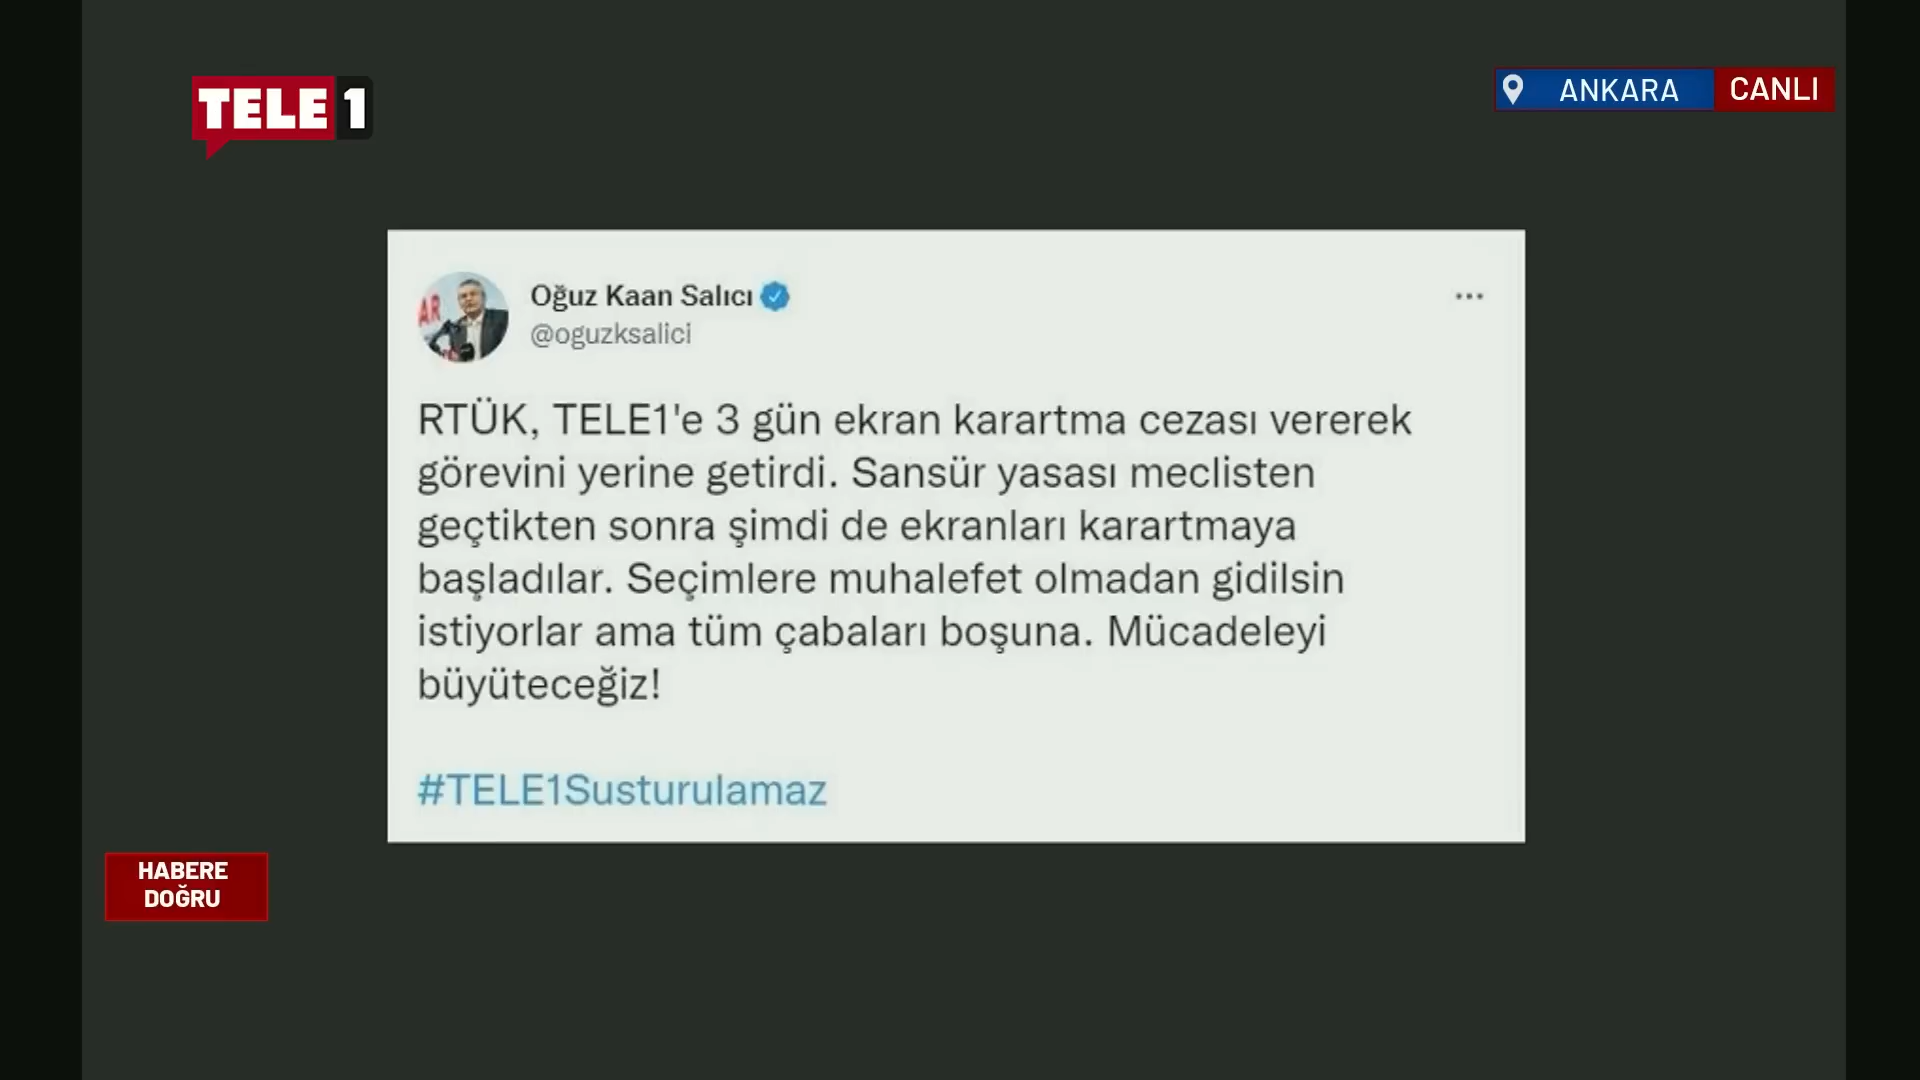 TELE1
ANKARA CANLI
Oğuz Kaan Salıcı
@oguzksalici
RTÜK, TELE1'e 3 gün ekran karartma cezası vererek
görevini yerine getirdi. Sansür yasası meclisten
geçtikten sonra şimdi de ekranları karartmaya
başladılar. Seçimlere muhalefet olmadan gidilsin
istiyorlar ama tüm çabaları boşuna. Mücadeleyi
büyüteceğiz!
#TELE1Susturulamaz
HABERE
DOĞRU